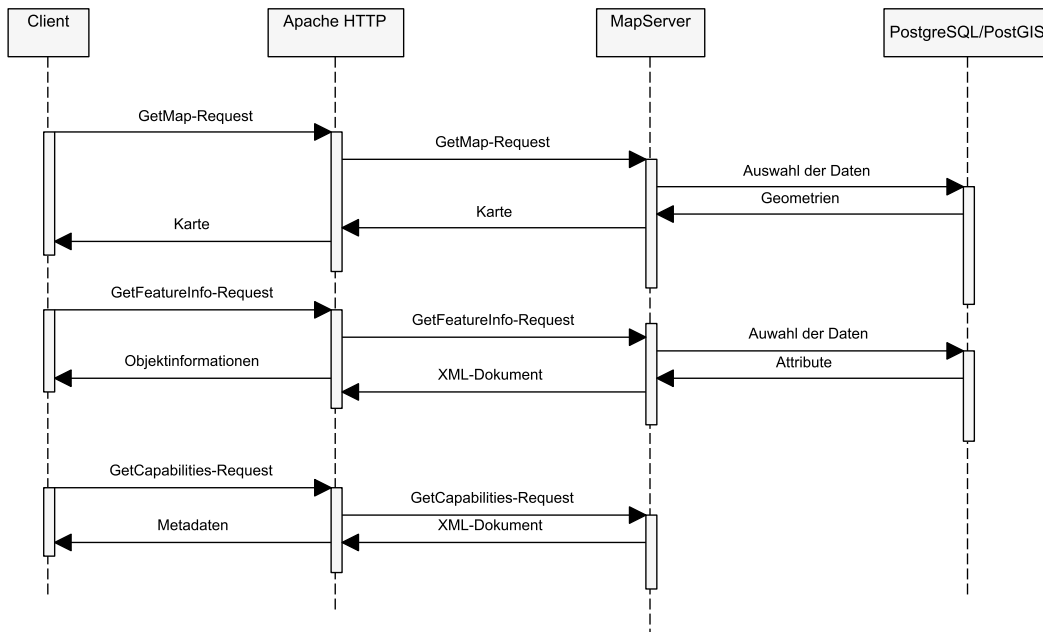 Client
Apache HTTP
MapServer
PostgreSQL/PostGIS
GetMap-Request
GetMap-Request
Auswahl der Daten
Geometrien
Karte
Karte
GetFeatureInfo-Request
GetFeatureInfo-Request
Auwahl der Daten
Attribute
Objektinformationen
XML-Dokument
GetCapabilities-Request
GetCapabilities-Request
XML-Dokument
Metadaten